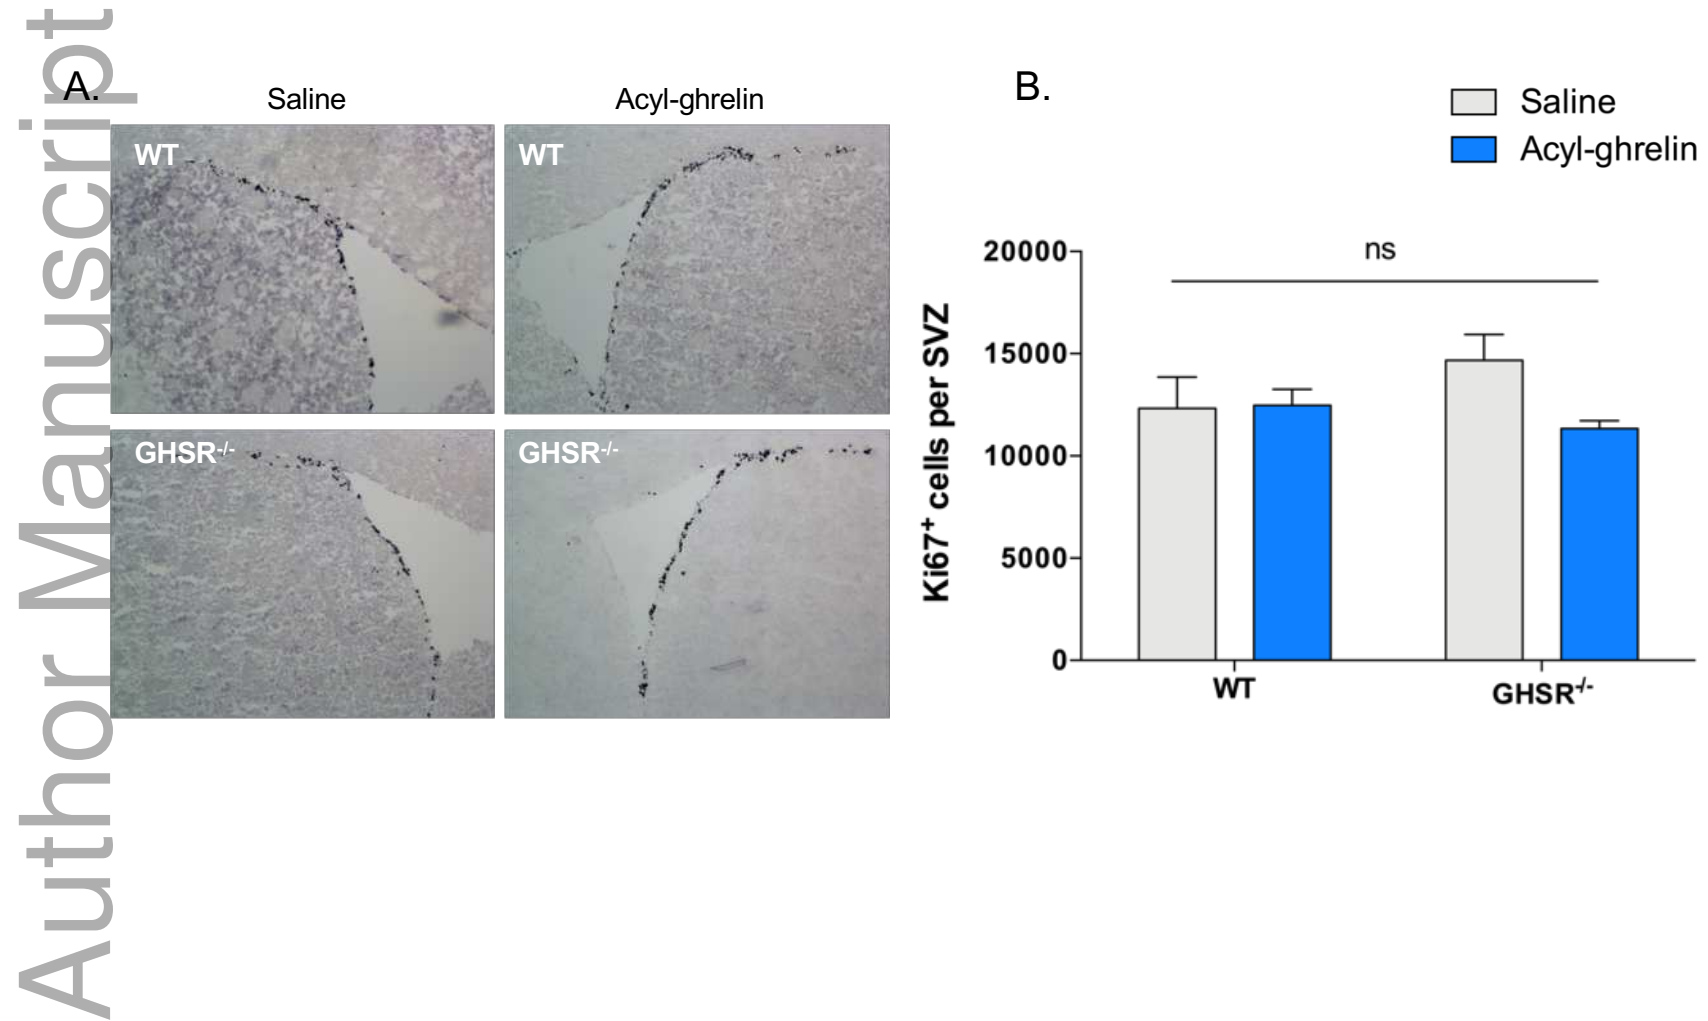 Author Manuscript
A.
Saline
Acyl-ghrelin
WT
WT
GHSR-/-
GHSR-/-
B.
Saline
Acyl-ghrelin
ns
20000
15000
10000
5000
0
Ki67+ cells per SVZ
WT
GHSR-/-